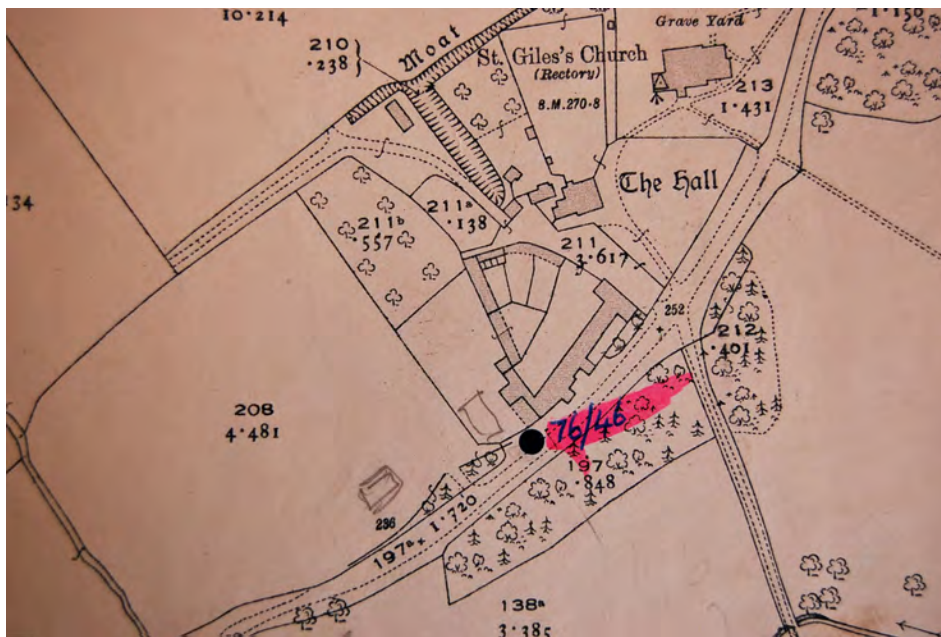 10·214
210
·238
Moat
St. Giles's Church
(Rectory)
B.M.270·8
Grave Yard
213
1·431
1·150
34
The Hall
211ᵇ
·557
211ᵃ
·138
211
3·617
252
212
·401
208
4·481
76/46
197
·848
236
197ᵃ
1·720
138ᵃ
3·385